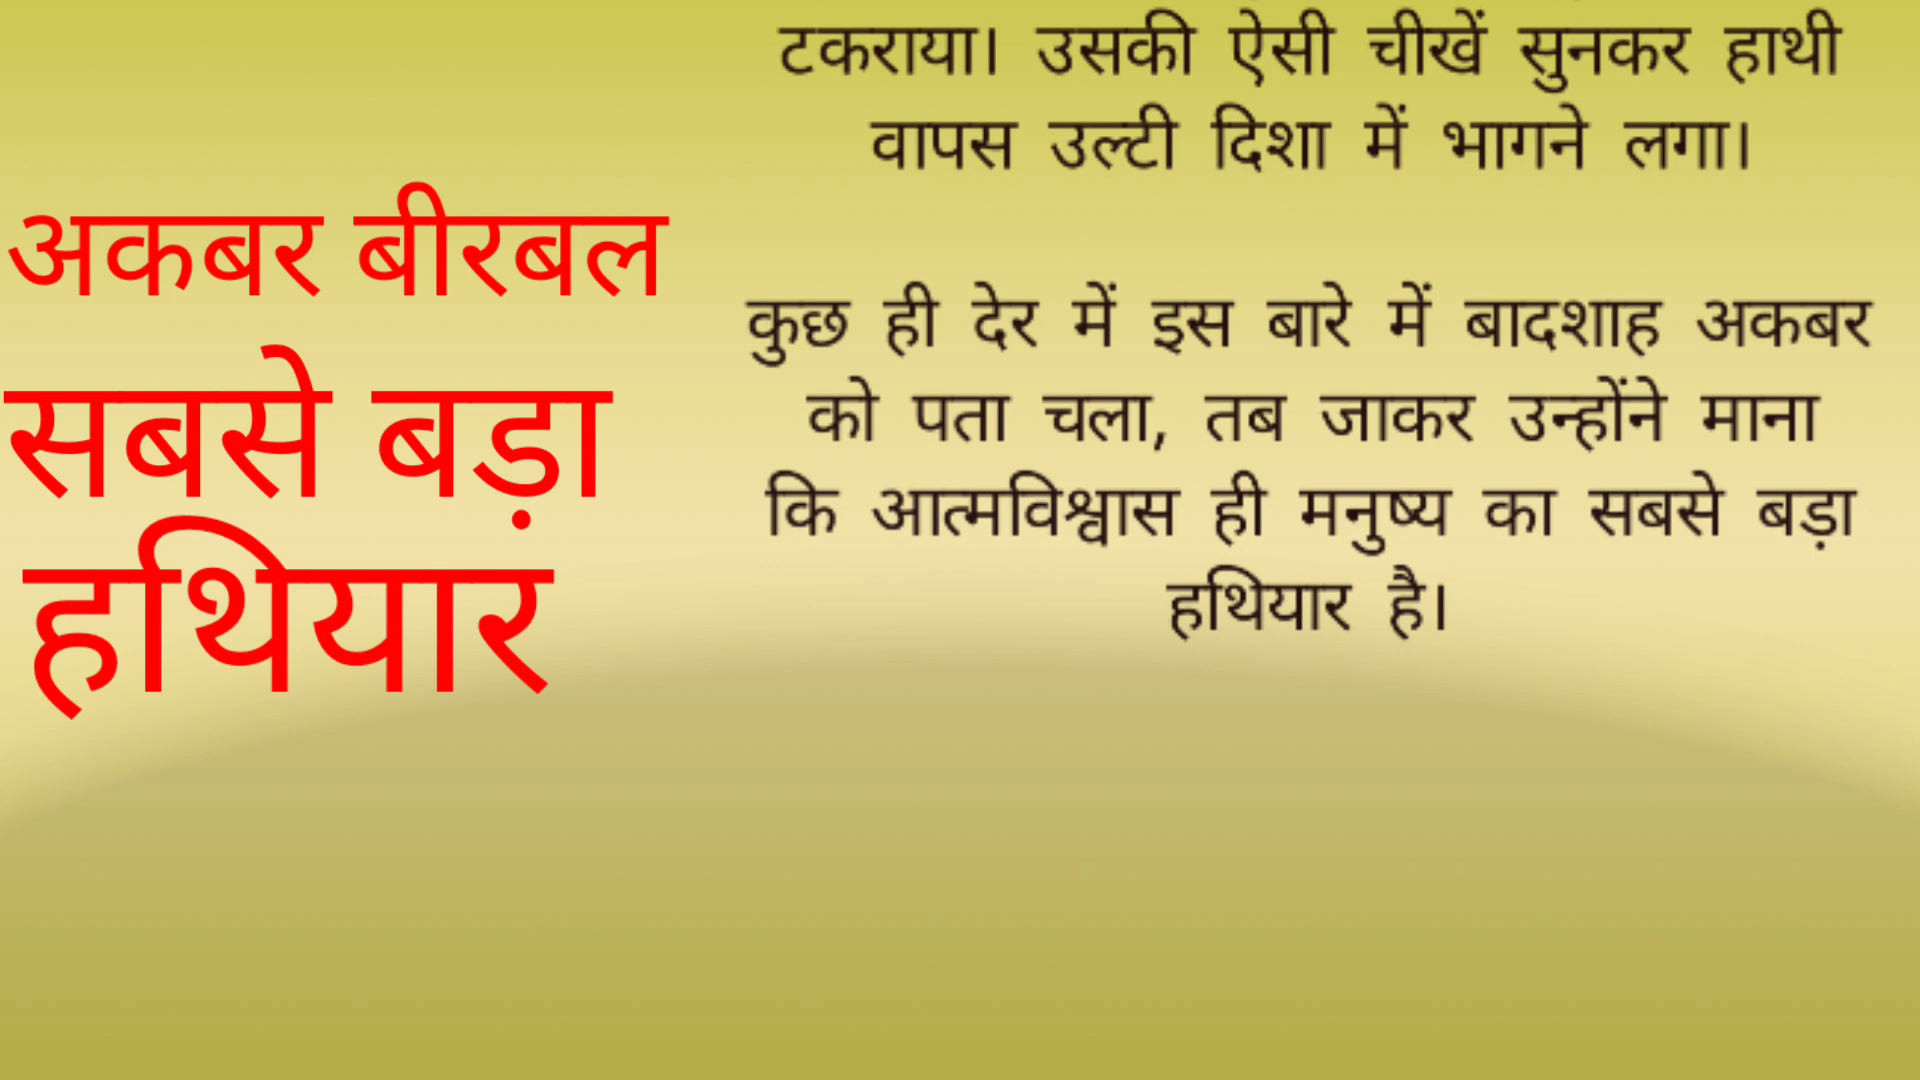 अकबर बीरबल
सबसे बड़ा
हथियार
टकराया। उसकी ऐसी चीखें सुनकर हाथी
वापस उल्टी दिशा में भागने लगा।
कुछ ही देर में इस बारे में बादशाह अकबर
को पता चला, तब जाकर उन्होंने माना
कि आत्मविश्वास ही मनुष्य का सबसे बड़ा
हथियार है।